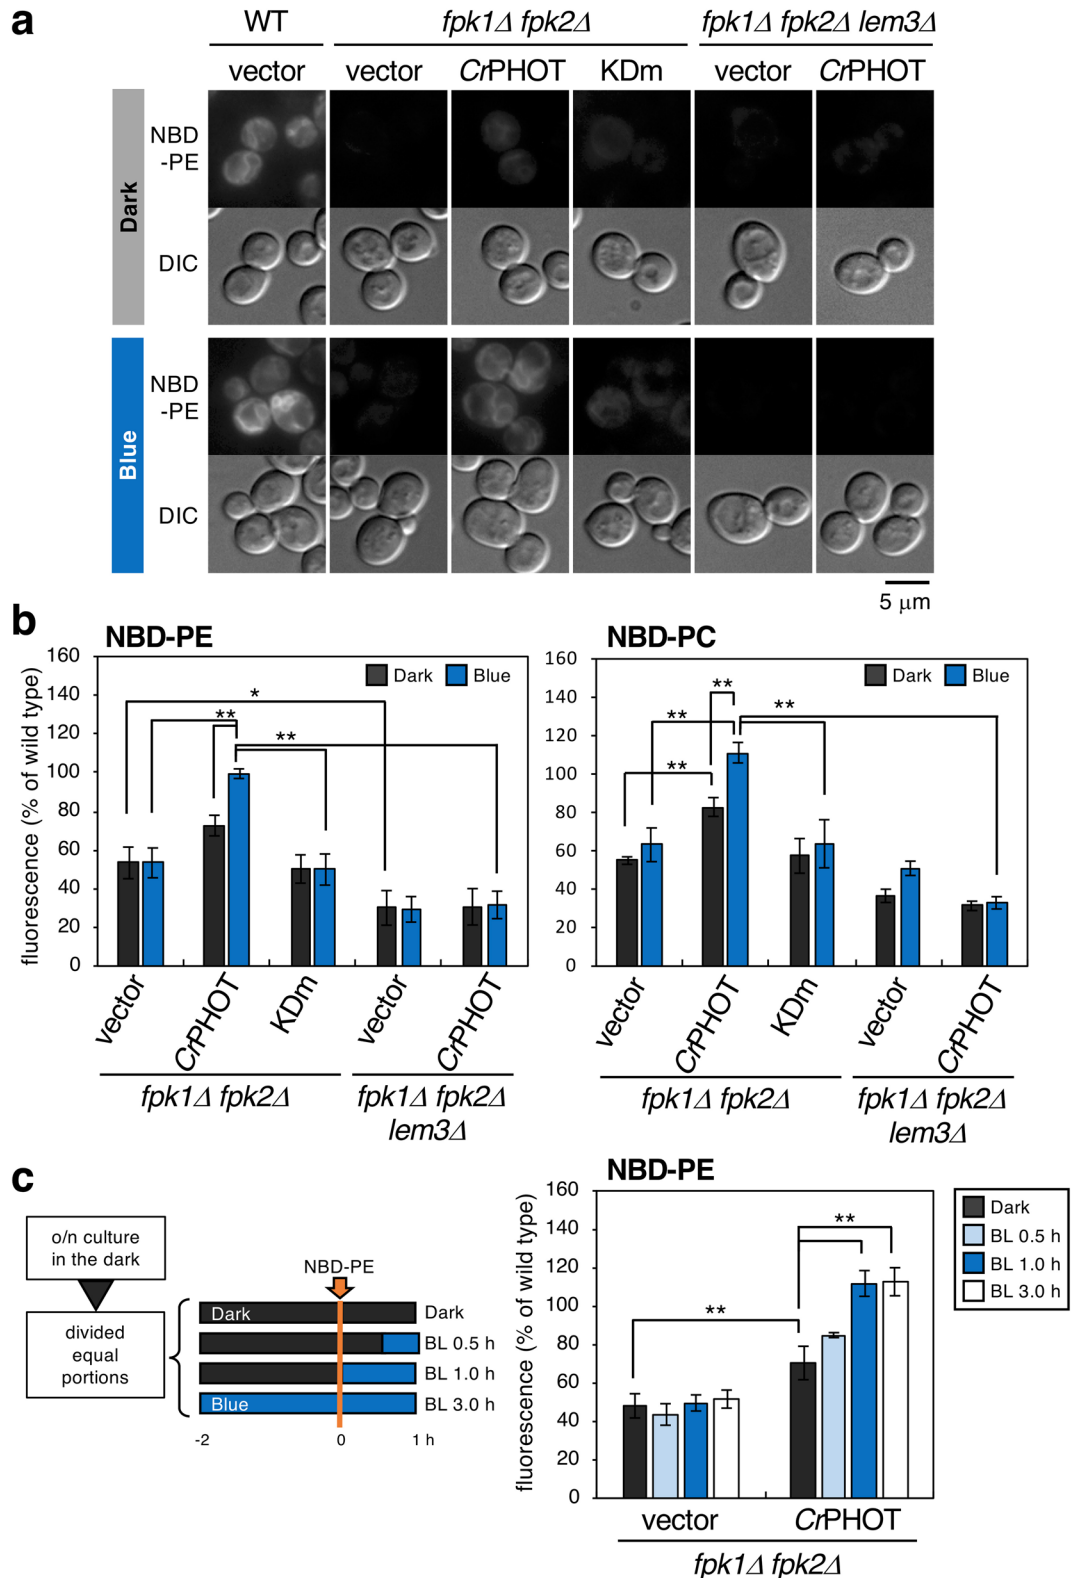 a
WT
fpk1Δ fpk2Δ
fpk1Δ fpk2Δ lem3Δ
vector
vector
CrPHOT
KDm
vector
CrPHOT
Dark
NBD
-PE
DIC
Blue
NBD
-PE
DIC
5 μm
b
NBD-PE
fluorescence (% of wild type)
160
140
120
100
80
60
40
20
0
Dark
Blue
*
**
**
vector
CrPHOT
KDm
vector
CrPHOT
fpk1Δ fpk2Δ
fpk1Δ fpk2Δ
lem3Δ
NBD-PC
160
140
120
100
80
60
40
20
0
Dark
Blue
**
**
**
**
vector
CrPHOT
KDm
vector
CrPHOT
fpk1Δ fpk2Δ
fpk1Δ fpk2Δ
lem3Δ
c
o/n culture
in the dark
divided
equal
portions
NBD-PE
Dark
Dark
BL 0.5 h
BL 1.0 h
Blue
BL 3.0 h
-2
0
1 h
NBD-PE
fluorescence (% of wild type)
160
140
120
100
80
60
40
20
0
**
**
Dark
BL 0.5 h
BL 1.0 h
BL 3.0 h
vector
CrPHOT
fpk1Δ fpk2Δ